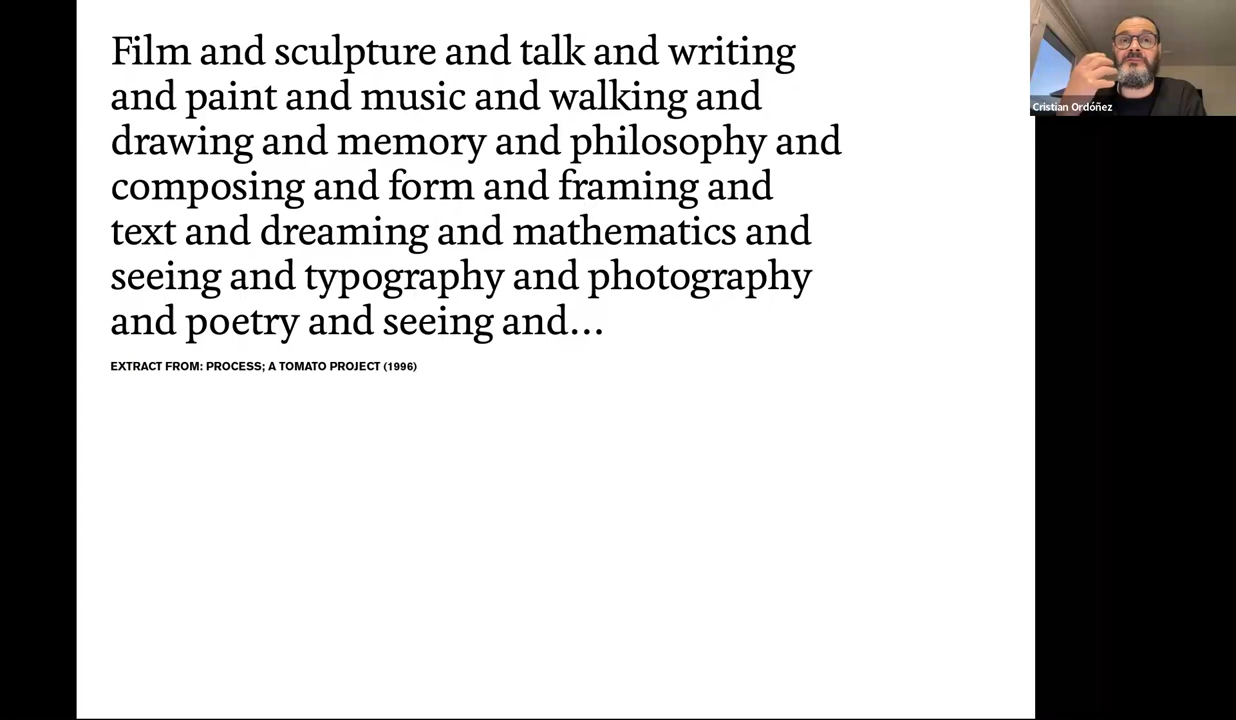 Film and sculpture and talk and writing
and paint and music and walking and
drawing and memory and philosophy and
composing and form and framing and
text and dreaming and mathematics and
seeing and typography and photography
and poetry and seeing and...
EXTRACT FROM: PROCESS; A TOMATO PROJECT (1996)
Cristian Ordóñez